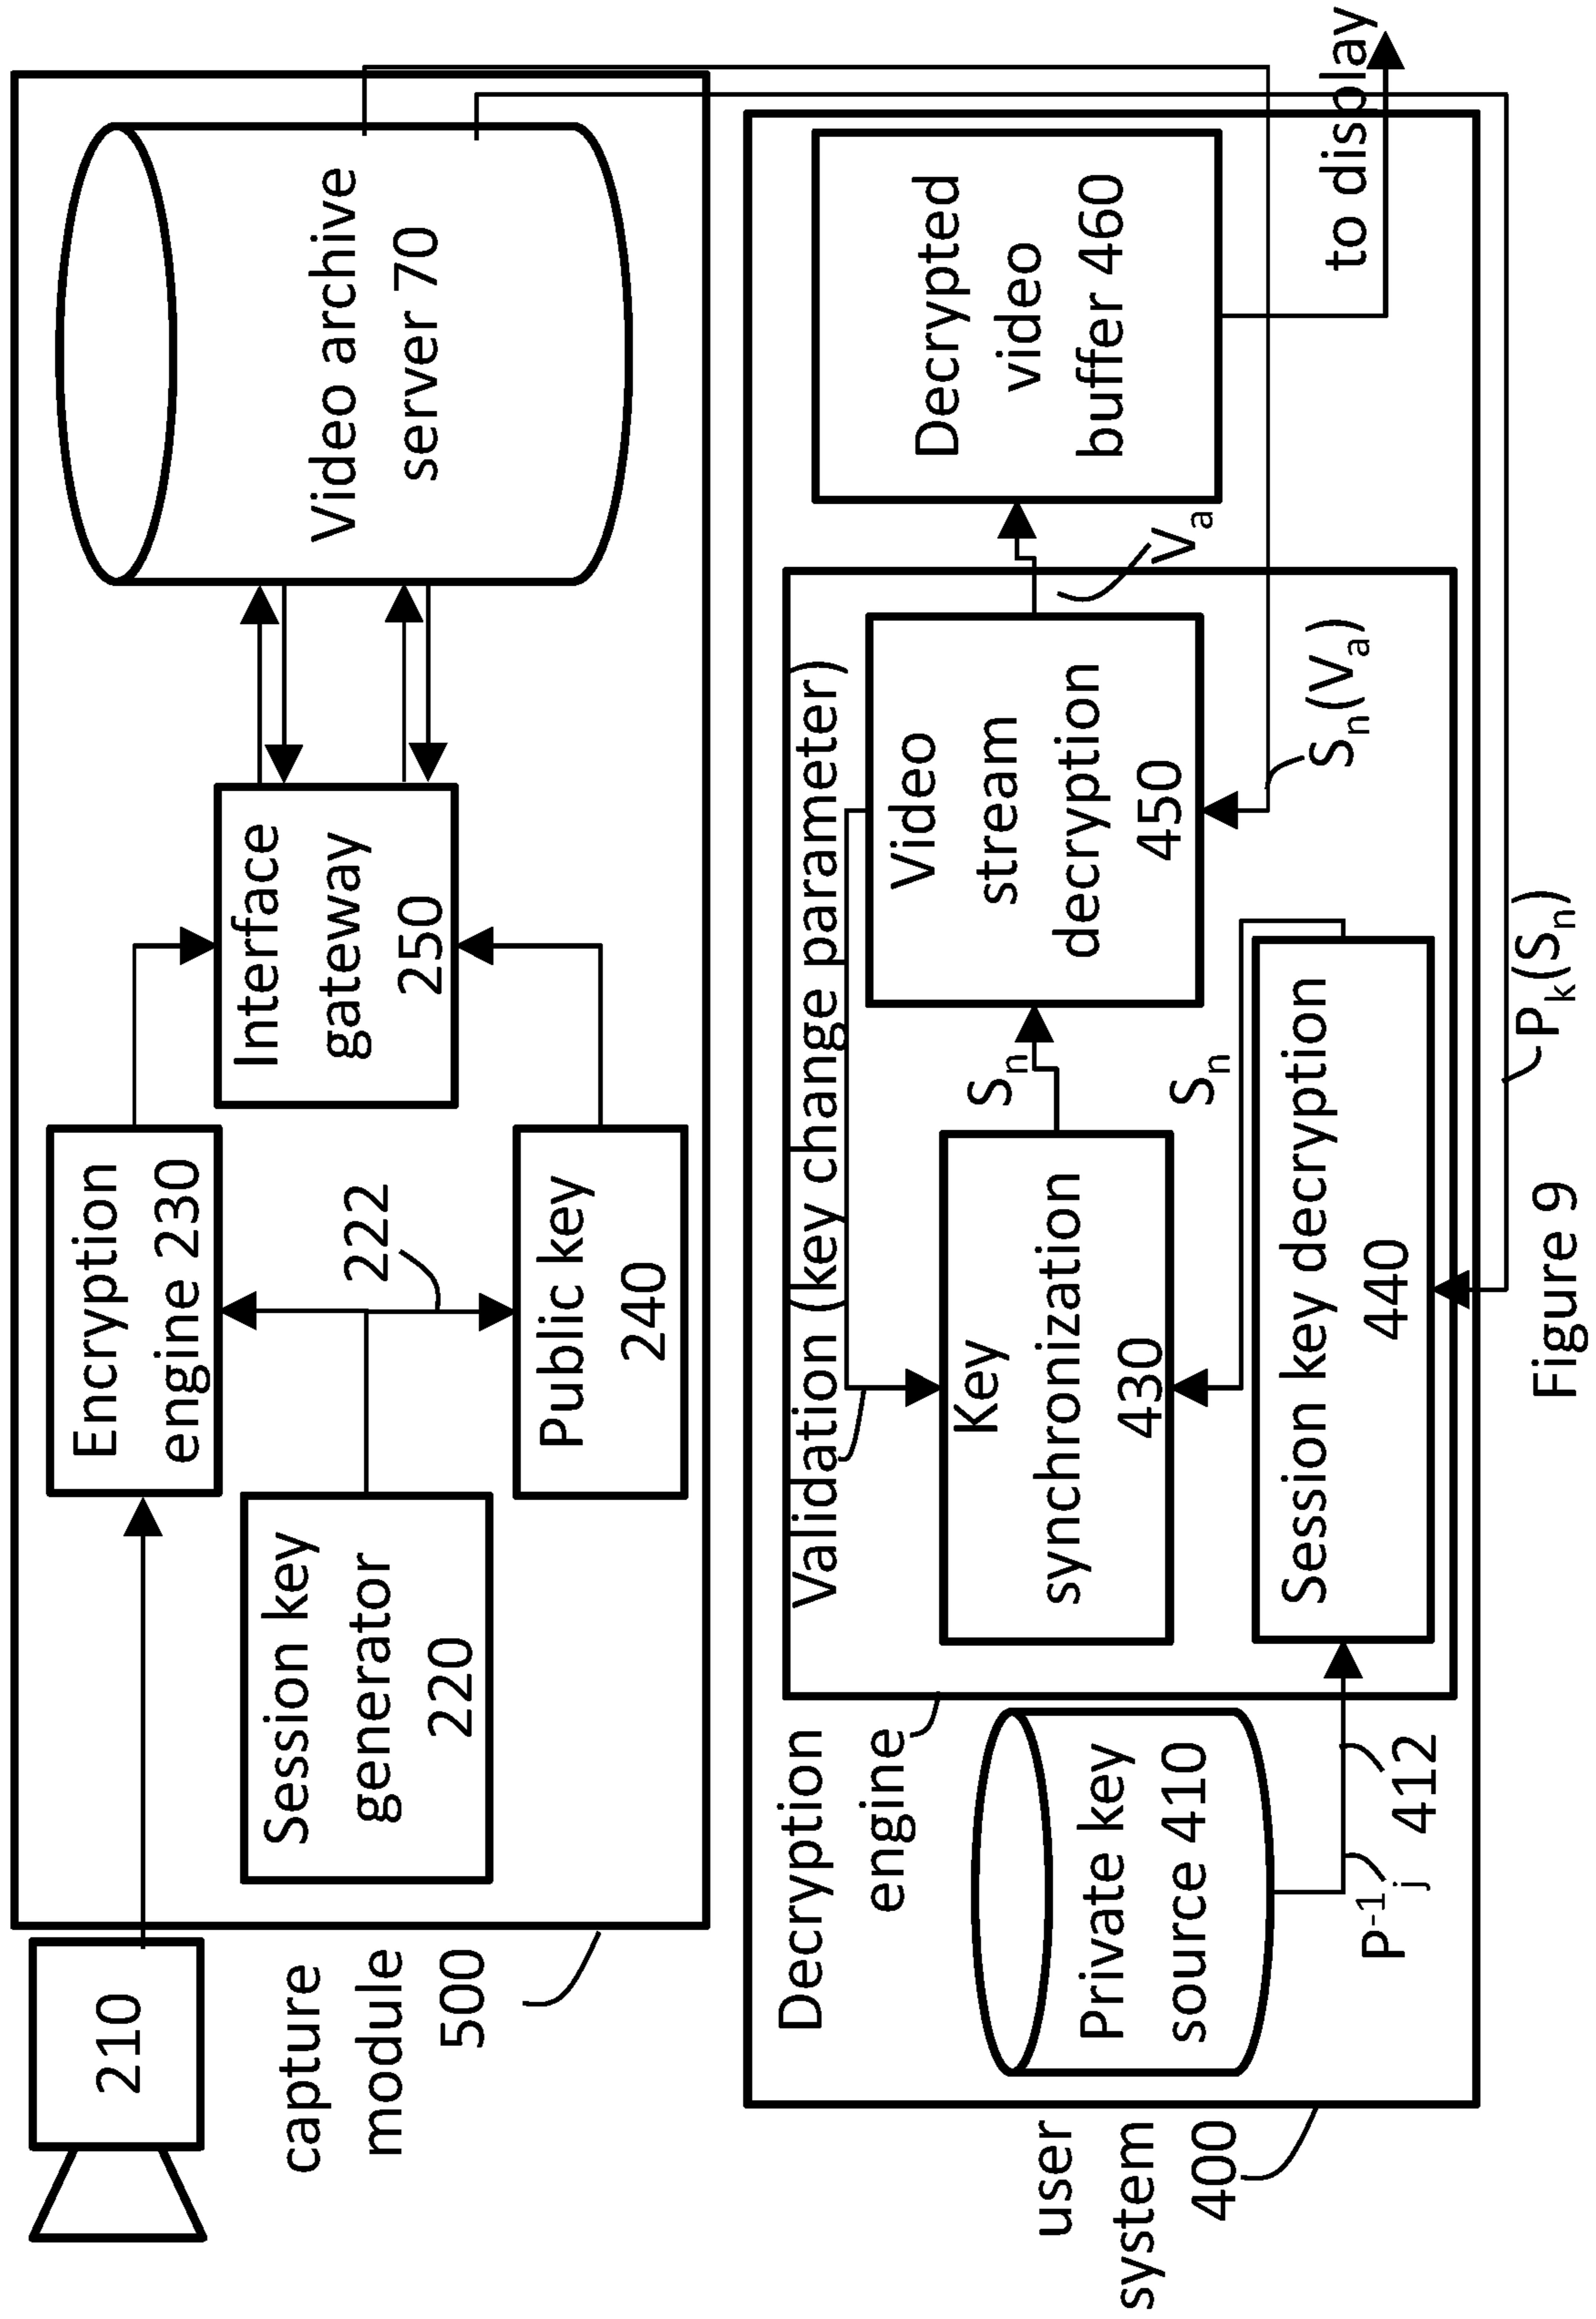 210
capture
module
500
Session key
generator
220
Encryption
engine 230
222
Public key
240
Interface
gateway
250
Video archive
server 70
user
system
400
Decryption
engine
Private key
source 410
P⁻¹ⱼ
412
Validation (key change parameter)
Key
synchronization
430
Sₙ
Sₙ
Session key decryption
440
Video
stream
decryption
450
Vₐ
Sₙ(Vₐ)
Pₖ(Sₙ)
Decrypted
video
buffer 460
to display
Figure 9